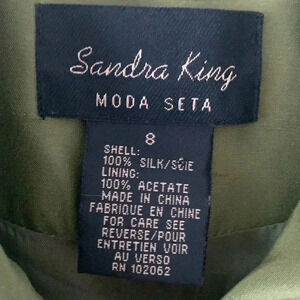 Sandra King
MODA SETA
8
SHELL:
100% SILK/SOIE
LINING:
100% ACETATE
MADE IN CHINA
FABRIQUE EN CHINE
FOR CARE SEE
REVERSE/POUR
ENTRETIEN VOIR
AU VERSO
RN 102062